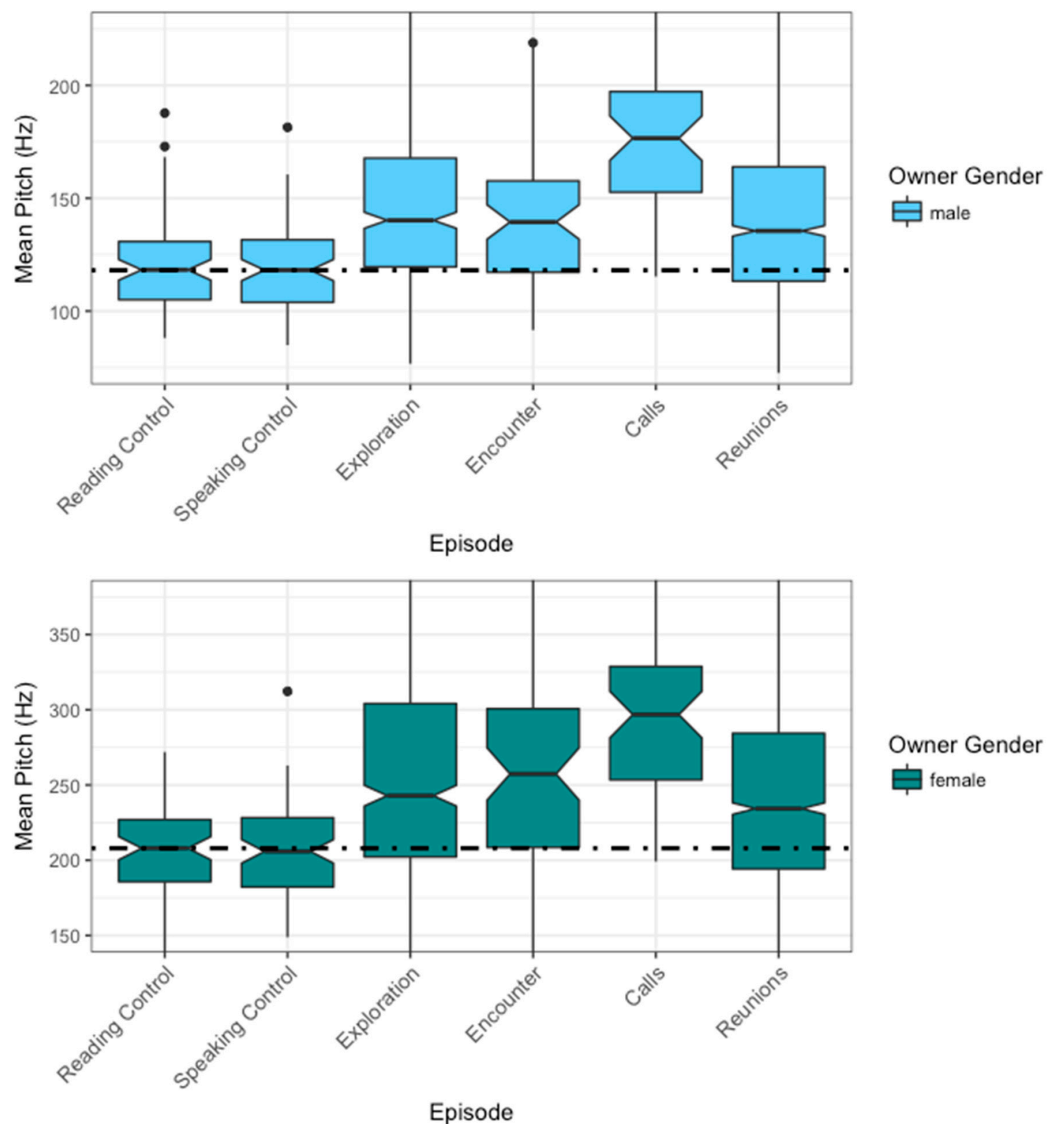 200
150
100
Mean Pitch (Hz)
Reading Control
Speaking Control
Exploration
Encounter
Calls
Reunions
Episode
Owner Gender
male
350
300
250
200
150
Mean Pitch (Hz)
Reading Control
Speaking Control
Exploration
Encounter
Calls
Reunions
Episode
Owner Gender
female